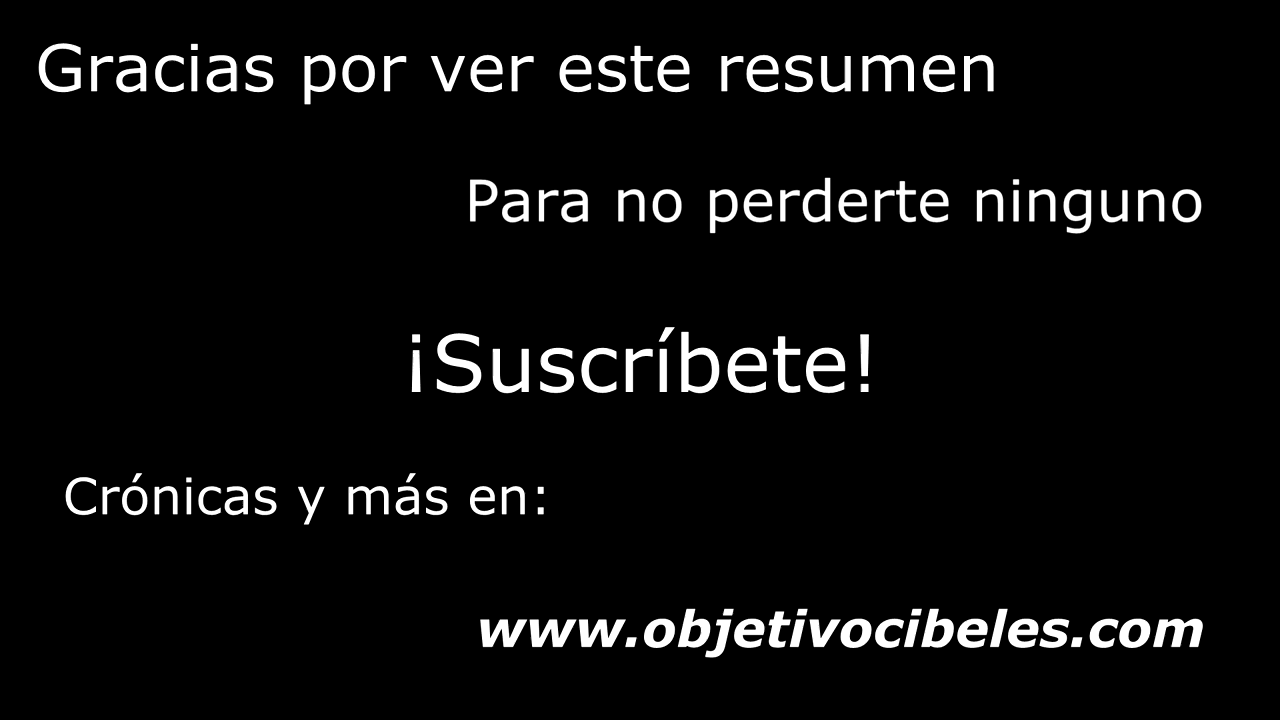 Gracias por ver este resumen
Para no perderte ninguno
¡Suscríbete!
Crónicas y más en:
www.objetivocibeles.com